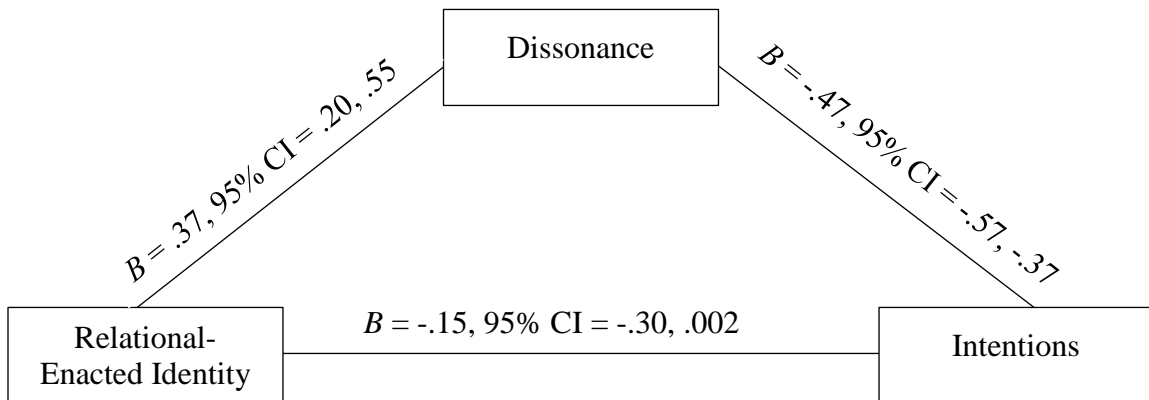 Dissonance
B = .37, 95% CI = .20, .55
B = -.47, 95% CI = -.57, -.37
Relational-
Enacted Identity
B = -.15, 95% CI = -.30, .002
Intentions